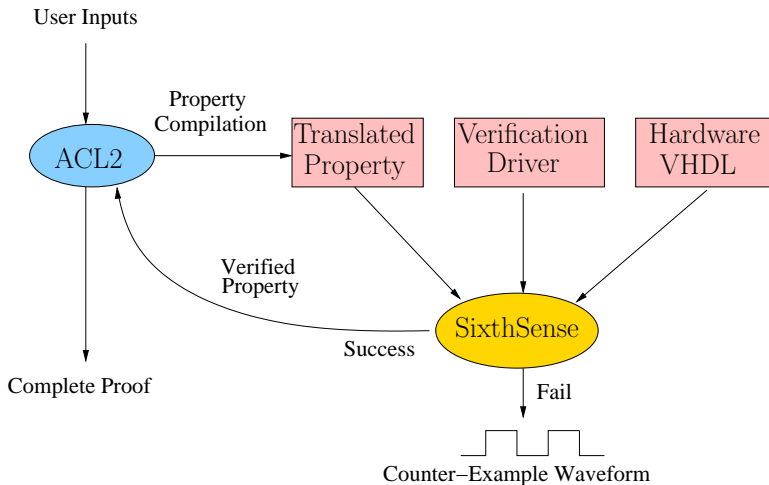 User Inputs
Property
Compilation
ACL2
Translated
Property
Verification
Driver
Hardware
VHDL
Verified
Property
SixthSense
Success
Complete Proof
Fail
Counter−Example Waveform